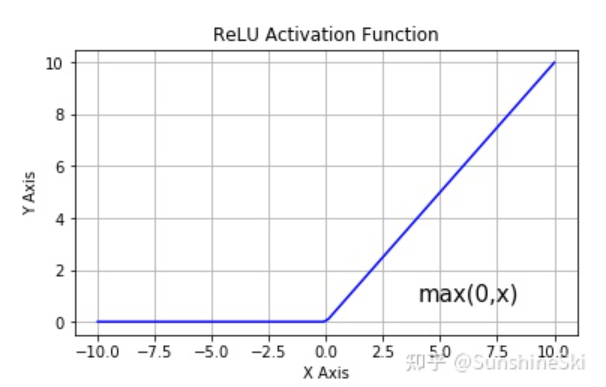 ReLU Activation Function
10
8
6
4
2
0
Y Axis
max(0,x)
−10.0 −7.5 −5.0 −2.5 0.0 2.5 5.0 7.5 10.0
X Axis
知乎 @SunshineSki